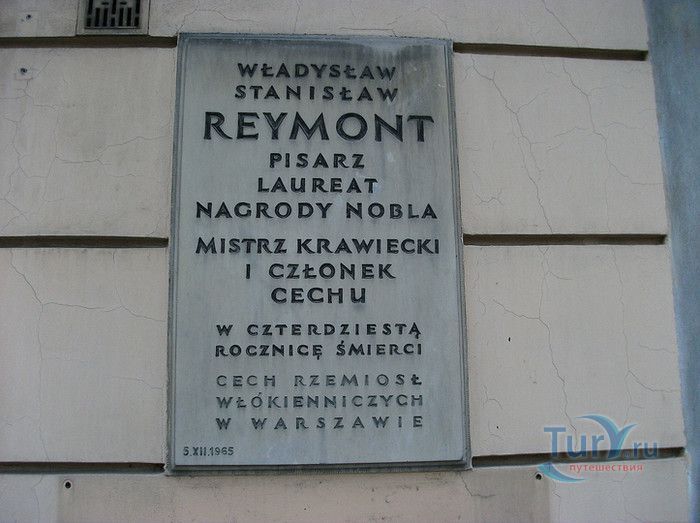 WŁADYSŁAW
STANISŁAW
REYMONT
PISARZ
LAUREAT
NAGRODY NOBLA
MISTRZ KRAWIECKI
I CZŁONEK
CECHU
W CZTERDZIESTĄ
ROCZNICĘ ŚMIERCI
CECH RZEMIOSŁ
WŁÓKIENNICZYCH
W WARSZAWIE
5.XII.1965
TurY.ru
путешествия